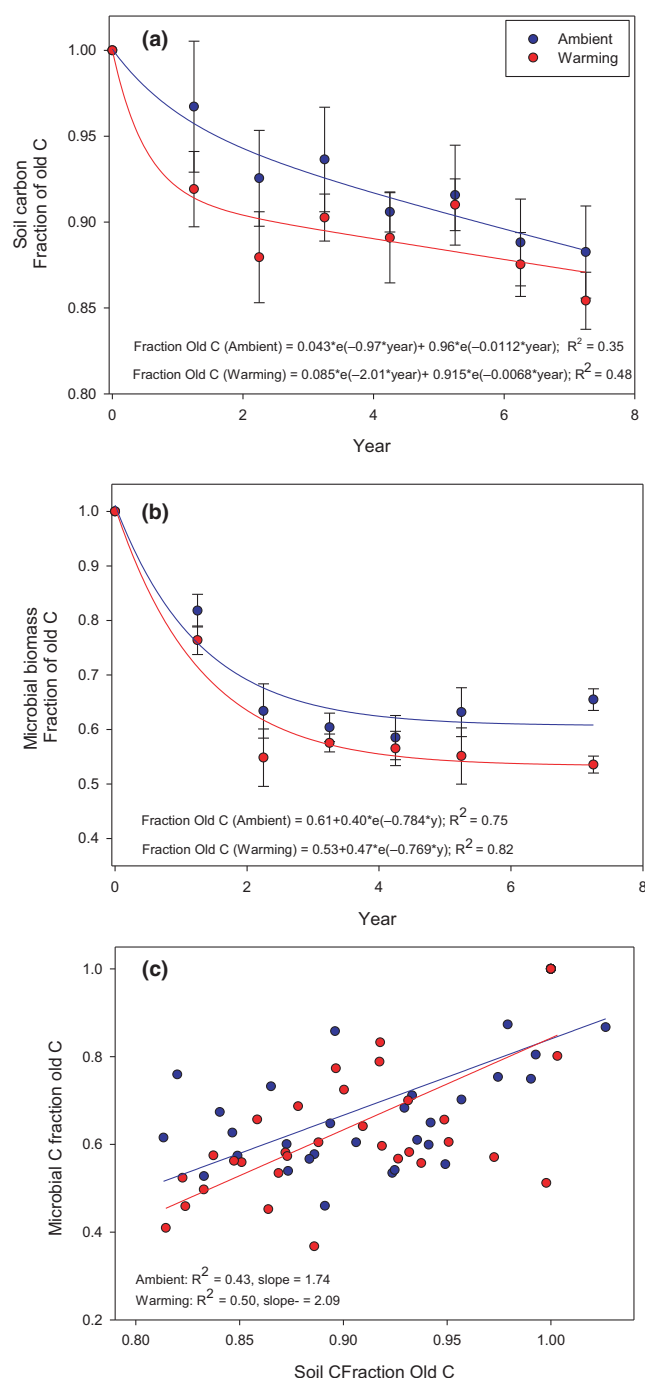 (a)
Ambient
Warming
1.00
0.95
0.90
0.85
0.80
Soil carbon
Fraction of old C
Fraction Old C (Ambient) = 0.043*e(–0.97*year)+ 0.96*e(–0.0112*year); R2 = 0.35
Fraction Old C (Warming) = 0.085*e(–2.01*year)+ 0.915*e(–0.0068*year); R2 = 0.48
0 2 4 6 8
Year
(b)
1.0
0.9
0.8
0.7
0.6
0.5
0.4
Microbial biomass
Fraction of old C
Fraction Old C (Ambient) = 0.61+0.40*e(–0.784*y); R2 = 0.75
Fraction Old C (Warming) = 0.53+0.47*e(–0.769*y); R2 = 0.82
0 2 4 6 8
Year
(c)
1.0
0.8
0.6
0.4
0.2
Microbial C fraction old C
Ambient: R2 = 0.43, slope = 1.74
Warming: R2 = 0.50, slope- = 2.09
0.80 0.85 0.90 0.95 1.00
Soil CFraction Old C